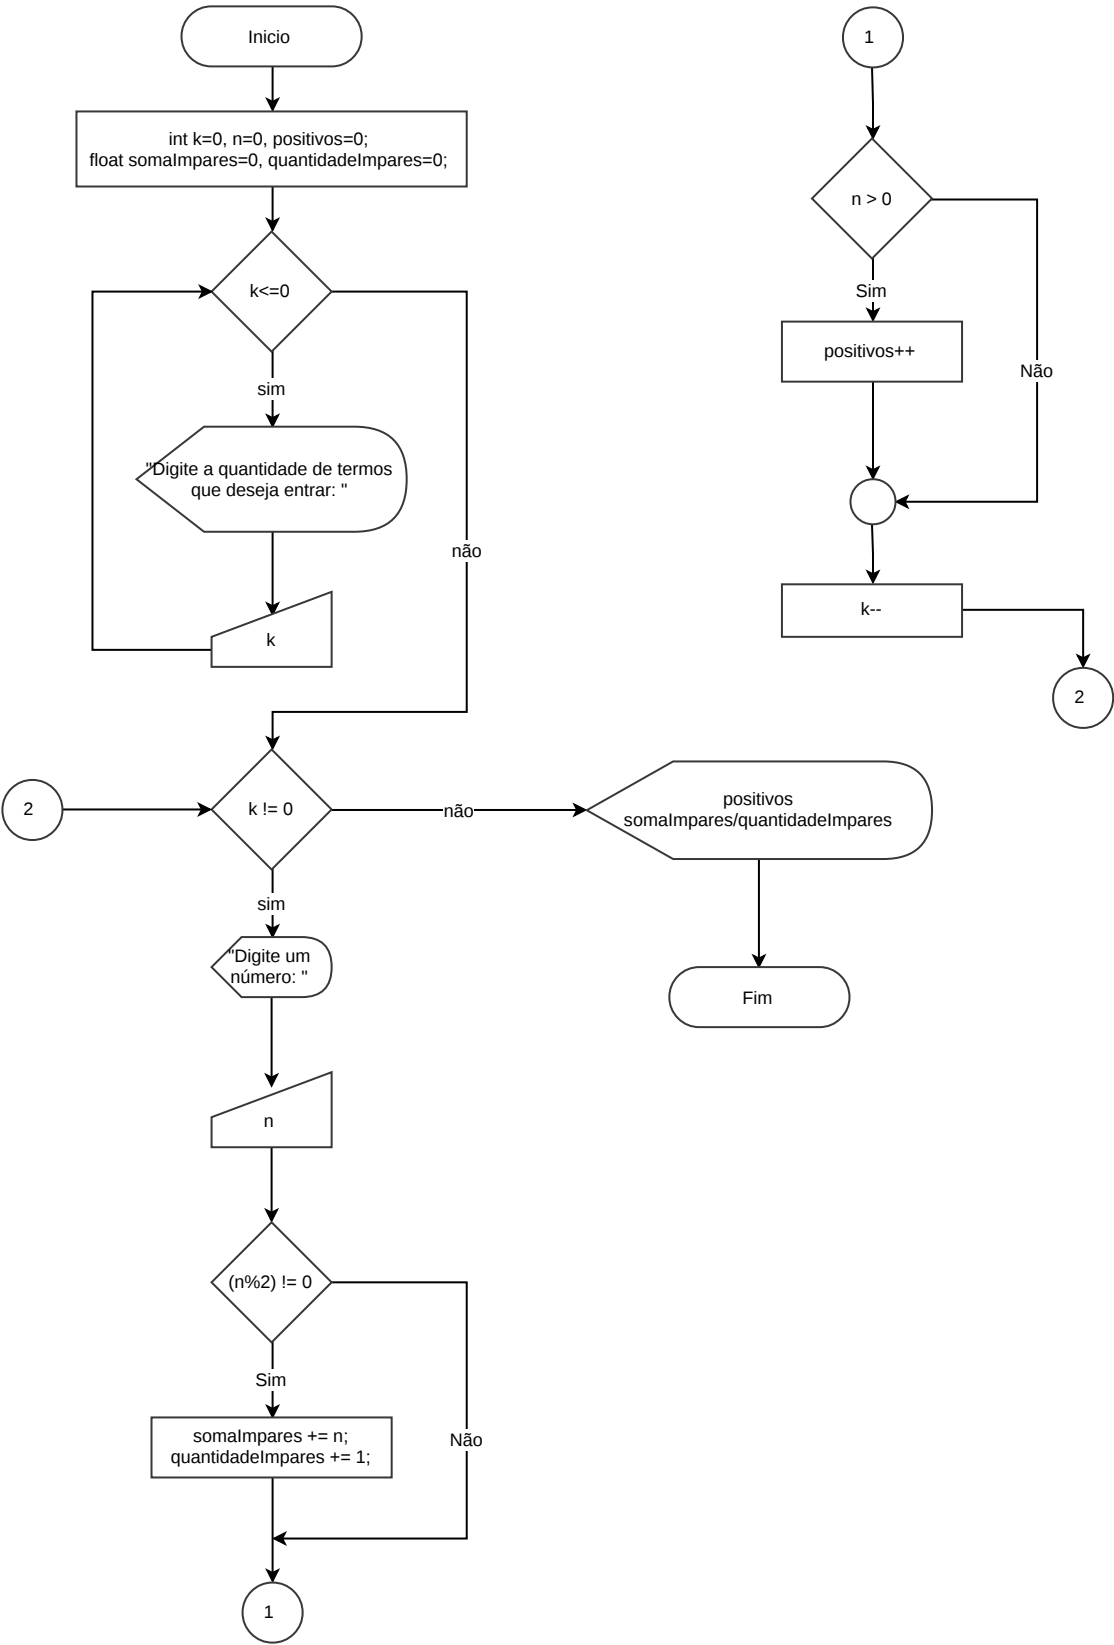 Inicio
int k=0, n=0, positivos=0;
float somaImpares=0, quantidadeImpares=0;
k<=0
sim
"Digite a quantidade de termos
que deseja entrar: "
não
k
2
k != 0
não
positivos
somaImpares/quantidadeImpares
sim
"Digite um
número: "
Fim
n
(n%2) != 0
Sim
somaImpares += n;
quantidadeImpares += 1;
Não
1
1
n > 0
Sim
positivos++
Não
k--
2